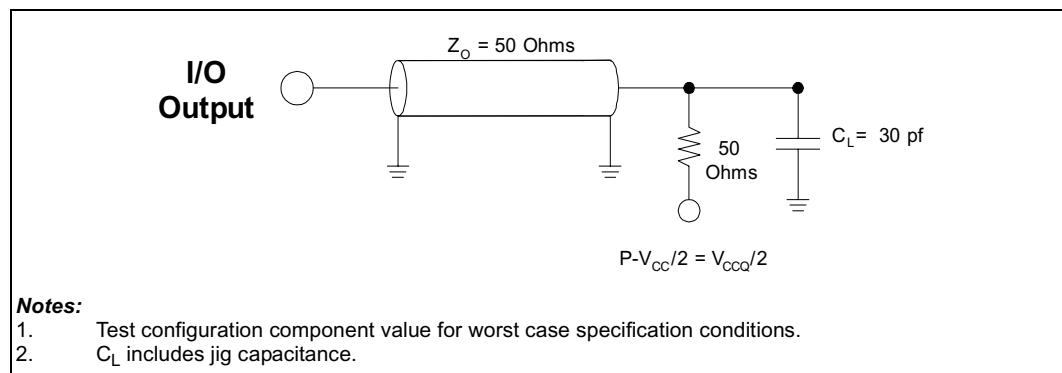 Z_O = 50 Ohms
I/O
Output
50
Ohms
C_L = 30 pf
P-V_CC/2 = V_CCQ/2
Notes:
1. Test configuration component value for worst case specification conditions.
2. C_L includes jig capacitance.